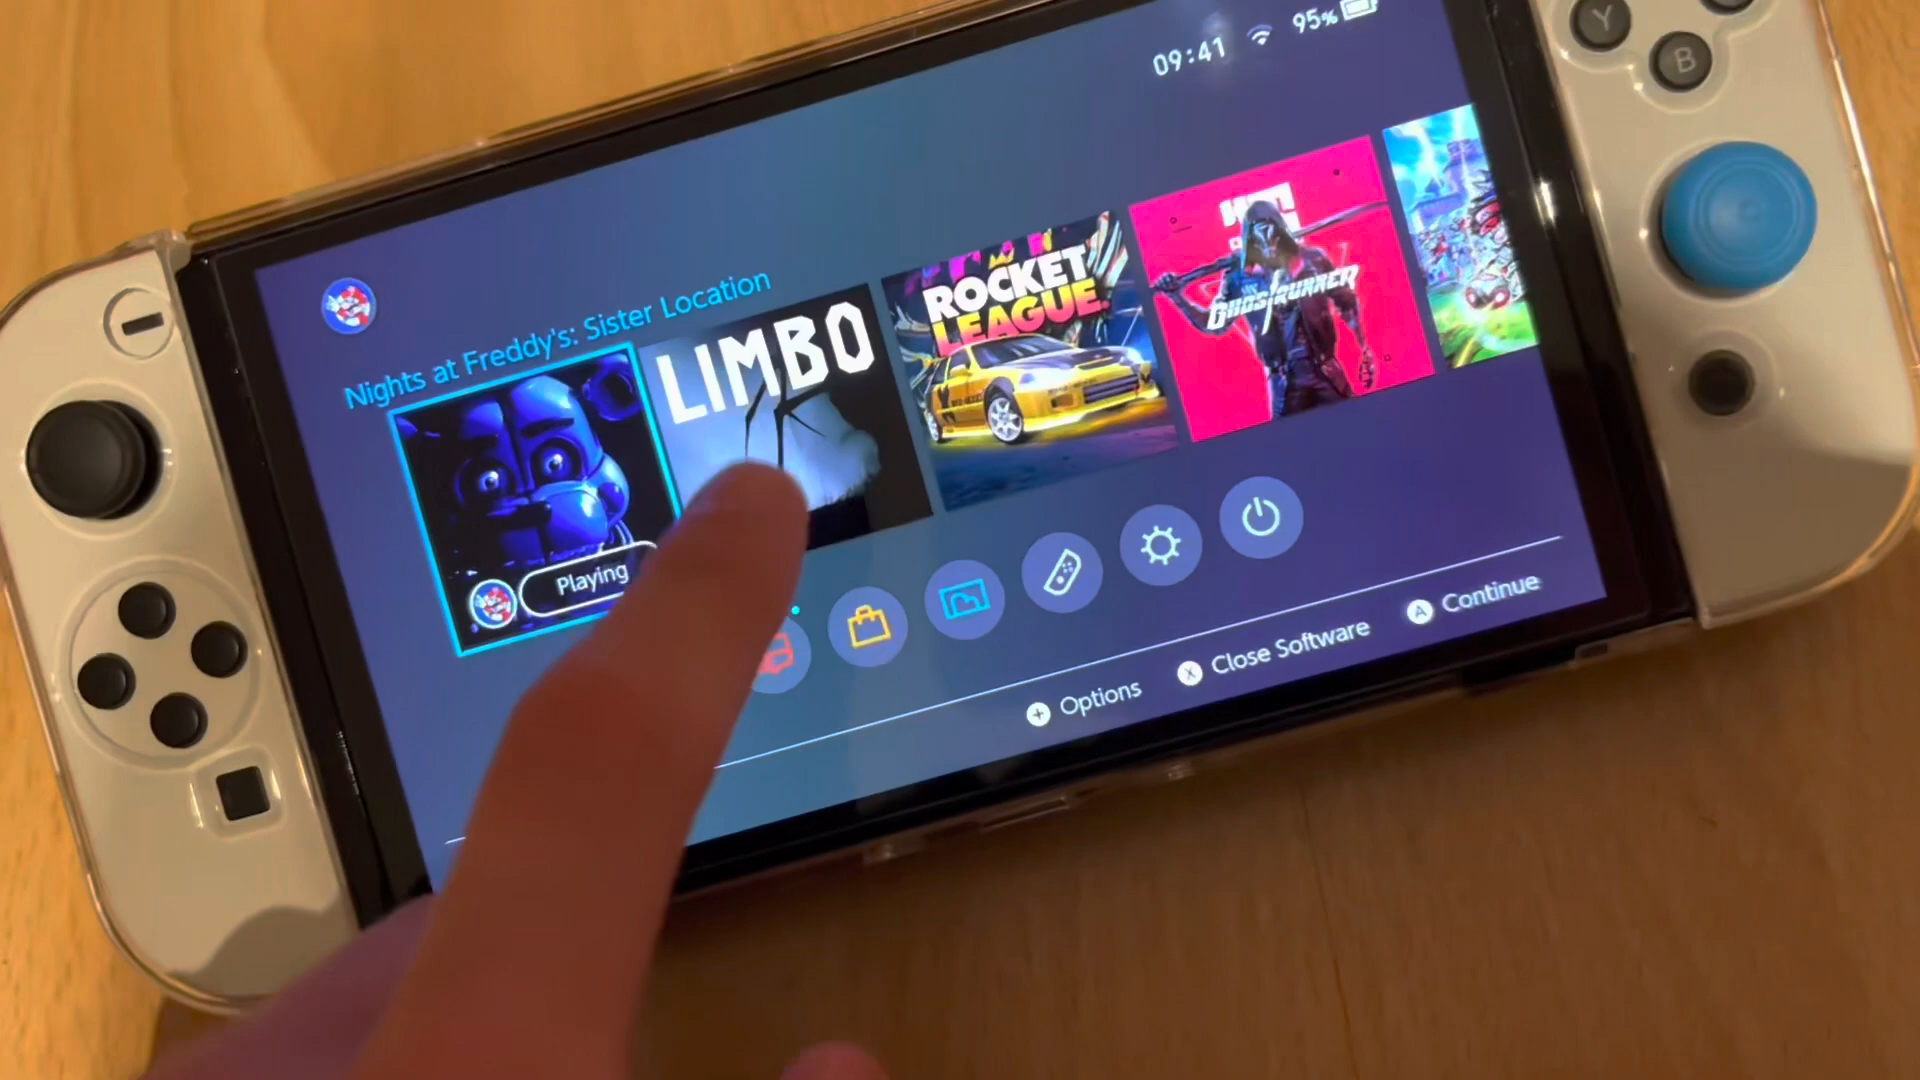 Y
B
09:41
95%
Nights at Freddy's: Sister Location
LIMBO
ROCKET
LEAGUE.
GHOSTRUNNER
Playing
+ Options
X Close Software
A Continue